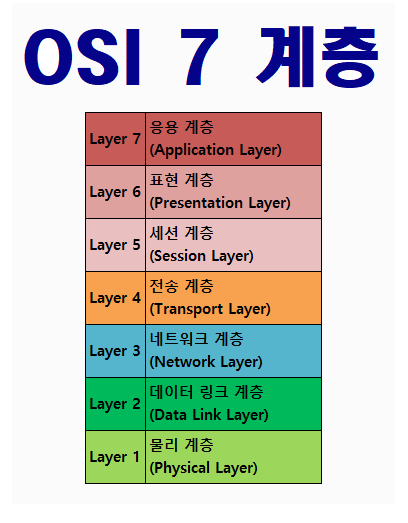 OSI 7 계층
Layer 7
응용 계층
(Application Layer)
Layer 6
표현 계층
(Presentation Layer)
Layer 5
세션 계층
(Session Layer)
Layer 4
전송 계층
(Transport Layer)
Layer 3
네트워크 계층
(Network Layer)
Layer 2
데이터 링크 계층
(Data Link Layer)
Layer 1
물리 계층
(Physical Layer)